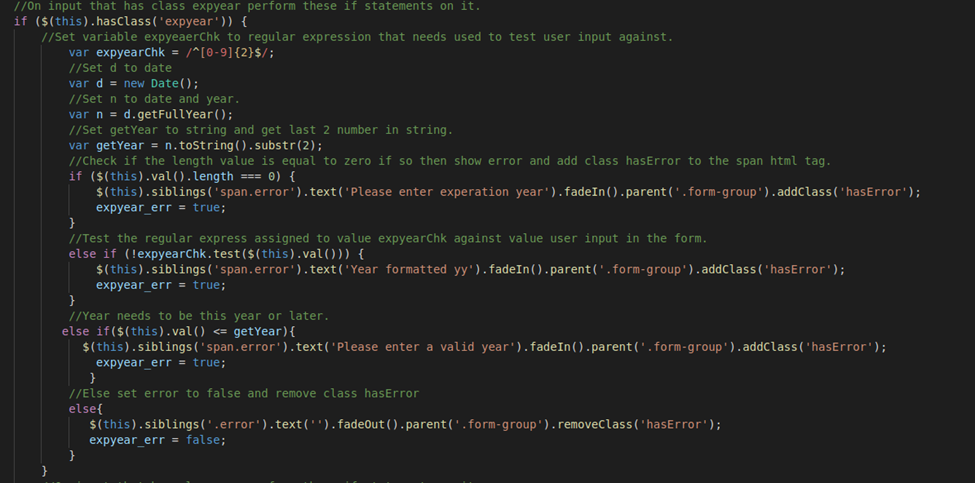 //On input that has class expyear perform these if statements on it.
if ($(this).hasClass('expyear')) {
//Set variable expyeaerChk to regular expression that needs used to test user input against.
var expyearChk = /^[0-9]{2}$/;
//Set d to date
var d = new Date();
//Set n to date and year.
var n = d.getFullYear();
//Set getYear to string and get last 2 number in string.
var getYear = n.toString().substr(2);
//Check if the length value is equal to zero if so then show error and add class hasError to the span html tag.
if ($(this).val().length === 0) {
$(this).siblings('span.error').text('Please enter experation year').fadeIn().parent('.form-group').addClass('hasError');
expyear_err = true;
}
//Test the regular express assigned to value expyearChk against value user input in the form.
else if (!expyearChk.test($(this).val())) {
$(this).siblings('span.error').text('Year formatted yy').fadeIn().parent('.form-group').addClass('hasError');
expyear_err = true;
}
//Year needs to be this year or later.
else if($(this).val() <= getYear){
$(this).siblings('span.error').text('Please enter a valid year').fadeIn().parent('.form-group').addClass('hasError');
expyear_err = true;
}
//Else set error to false and remove class hasError
else{
$(this).siblings('.error').text('').fadeOut().parent('.form-group').removeClass('hasError');
expyear_err = false;
}
}